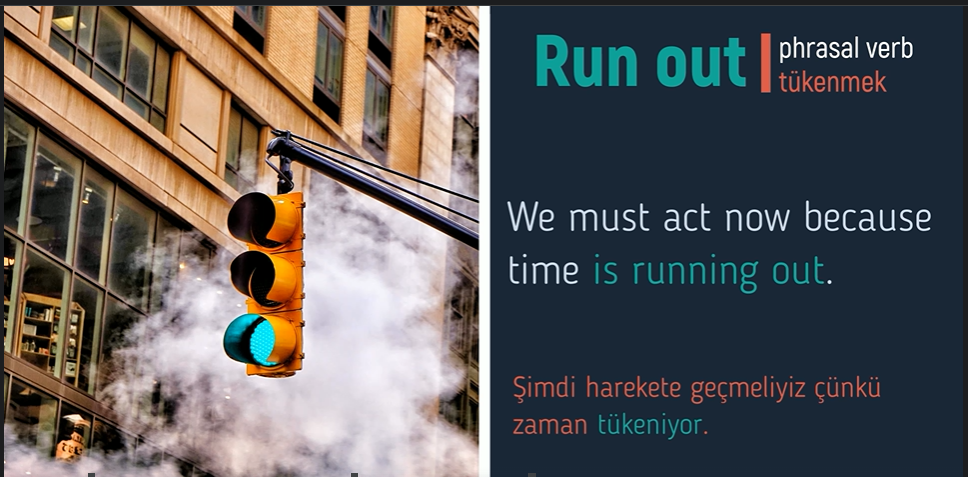 Run out
phrasal verb
tükenmek
We must act now because
time is running out.
Şimdi harekete geçmeliyiz çünkü
zaman tükeniyor.